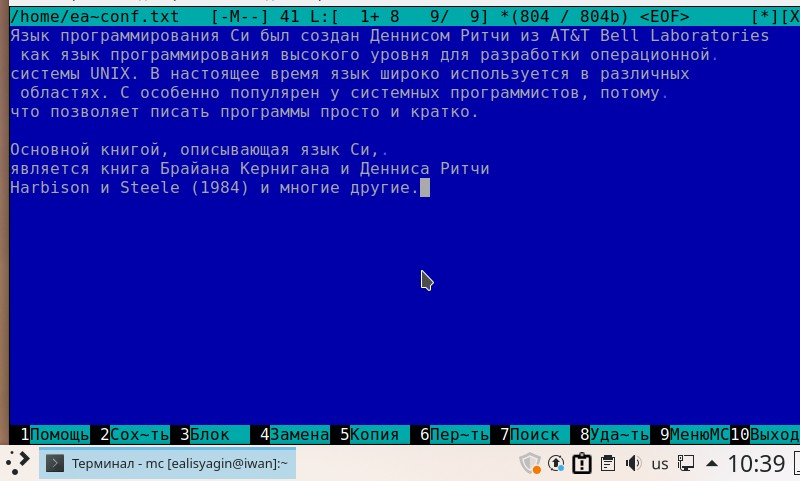 /home/ea~conf.txt [-M--] 41 L:[ 1+ 8 9/ 9] *(804 / 804b) <EOF> [*][X
Язык программирования Си был создан Деннисом Ритчи из AT&T Bell Laboratories
как язык программирования высокого уровня для разработки операционной.
системы UNIX. В настоящее время язык широко используется в различных
областях. С особенно популярен у системных программистов, потому.
что позволяет писать программы просто и кратко.
Основной книгой, описывающая язык Си,.
является книга Брайана Кернигана и Денниса Ритчи
Harbison и Steele (1984) и многие другие.
1Помощь 2Сох~ть 3Блок 4Замена 5Копия 6Пер~ть 7Поиск 8Уда~ть 9МенюMC 10Выход
Терминал - mc [ealisyagin@iwan]:~ us 10:39